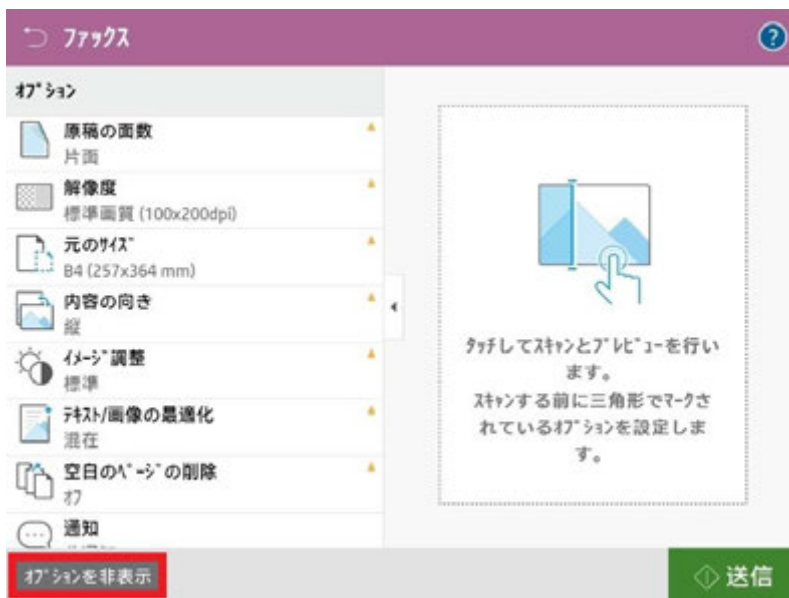 ﾌｧｯｸｽ
ｵﾌﾟｼｮﾝ
原稿の面数
片面
解像度
標準画質 (100x200dpi)
元のｻｲｽﾞ
B4 (257x364 mm)
内容の向き
縦
ｲﾒｰｼﾞ調整
標準
ﾃｷｽﾄ/画像の最適化
混在
空白のﾍﾟｰｼﾞの削除
ｵﾌ
通知
ﾀｯﾁしてｽｷｬﾝとﾌﾟﾚﾋﾞｭｰを行い
ます。
ｽｷｬﾝする前に三角形でﾏｰｸさ
れているｵﾌﾟｼｮﾝを設定しま
す。
ｵﾌﾟｼｮﾝを非表示
送信